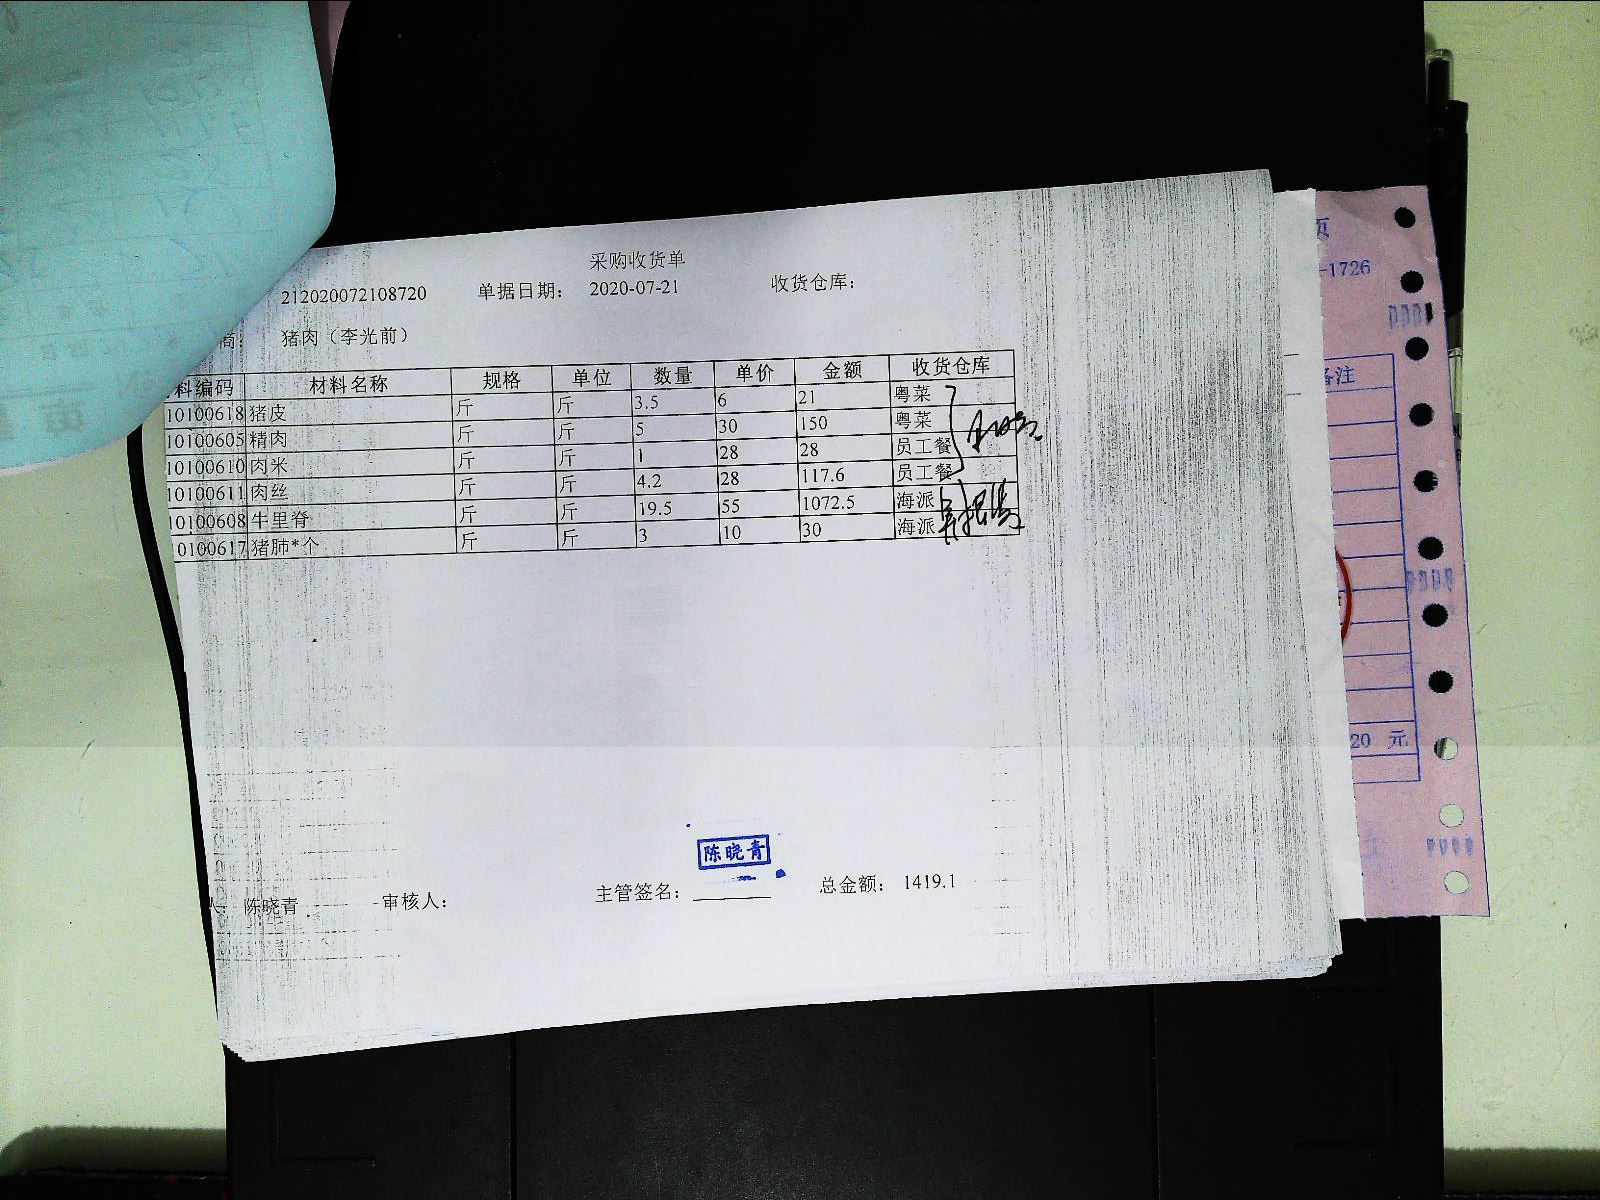 采购收货单
212020072108720 单据日期： 2020-07-21 收货仓库：
商： 猪肉（李光前）
料编码 材料名称 规格 单位 数量 单价 金额 收货仓库
10100618 猪皮 斤 斤 3.5 6 21 粤菜
10100605 精肉 斤 斤 5 30 150 粤菜
10100610 肉米 斤 斤 1 28 28 员工餐
10100611 肉丝 斤 斤 4.2 28 117.6 员工餐
10100608 牛里脊 斤 斤 19.5 55 1072.5 海派
0100617 猪肺*个 斤 斤 3 10 30 海派
陈晓青
人： 陈晓青 审核人： 主管签名： 总金额： 1419.1
页
-1726
备注
20 元